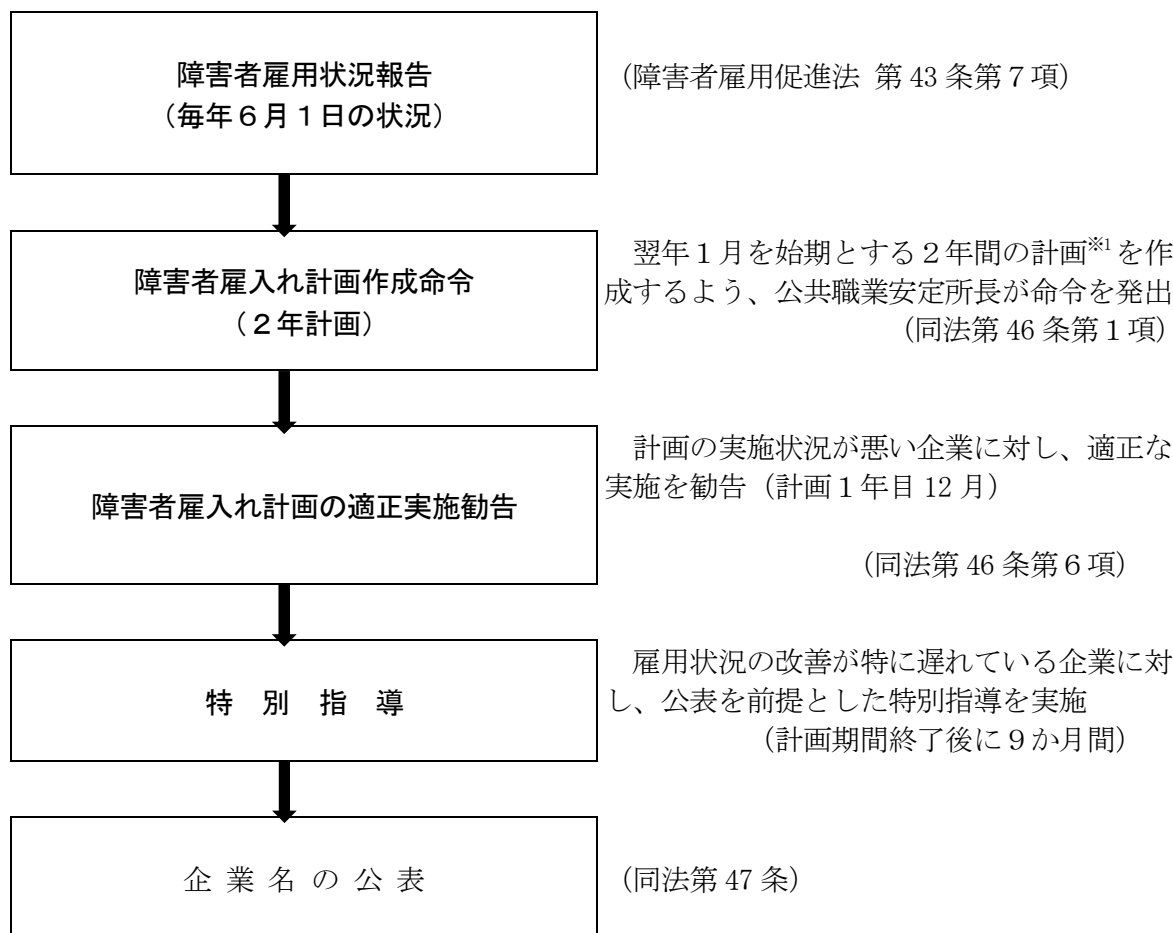 障害者雇用状況報告
（毎年６月１日の状況）
（障害者雇用促進法 第 43 条第７項）
障害者雇入れ計画作成命令
（２年計画）
翌年１月を始期とする２年間の計画※1 を作
成するよう、公共職業安定所長が命令を発出
（同法第 46 条第１項）
障害者雇入れ計画の適正実施勧告
計画の実施状況が悪い企業に対し、適正な
実施を勧告（計画１年目 12 月）
（同法第 46 条第６項）
特 別 指 導
雇用状況の改善が特に遅れている企業に対
し、公表を前提とした特別指導を実施
（計画期間終了後に９か月間）
企 業 名 の 公 表
（同法第 47 条）